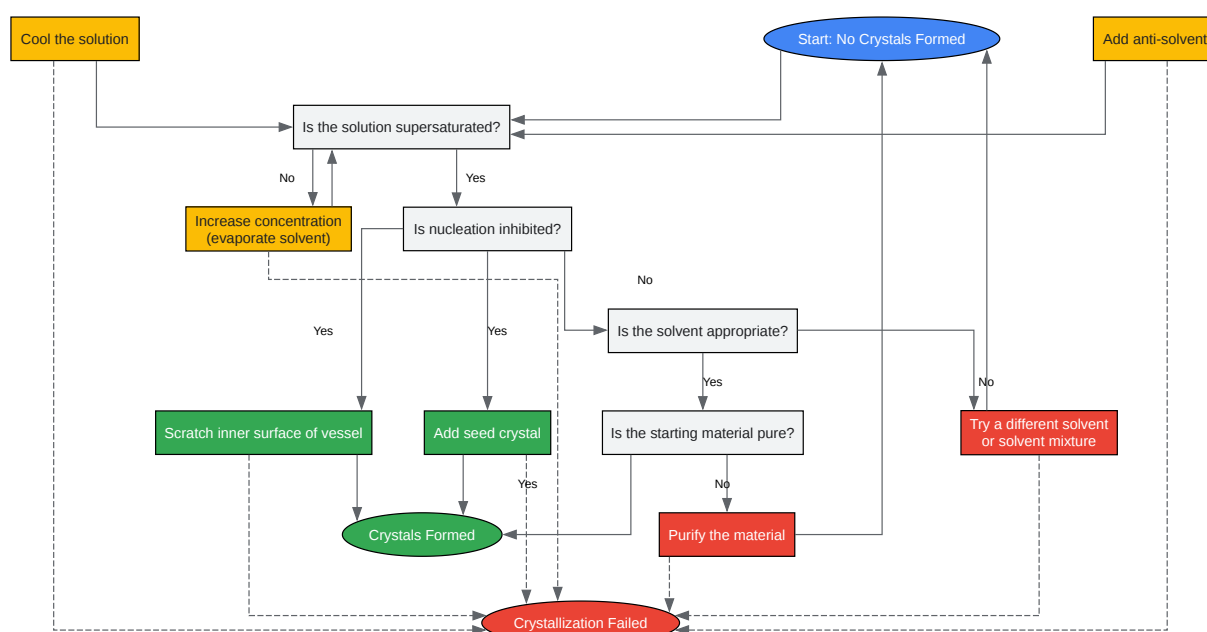 Cool the solution
Start: No Crystals Formed
Add anti-solvent
Is the solution supersaturated?
No
Yes
Increase concentration
(evaporate solvent)
Is nucleation inhibited?
No
Yes
Yes
Is the solvent appropriate?
Yes
No
Scratch inner surface of vessel
Add seed crystal
Is the starting material pure?
Try a different solvent
or solvent mixture
Yes
No
Crystals Formed
Purify the material
Crystallization Failed